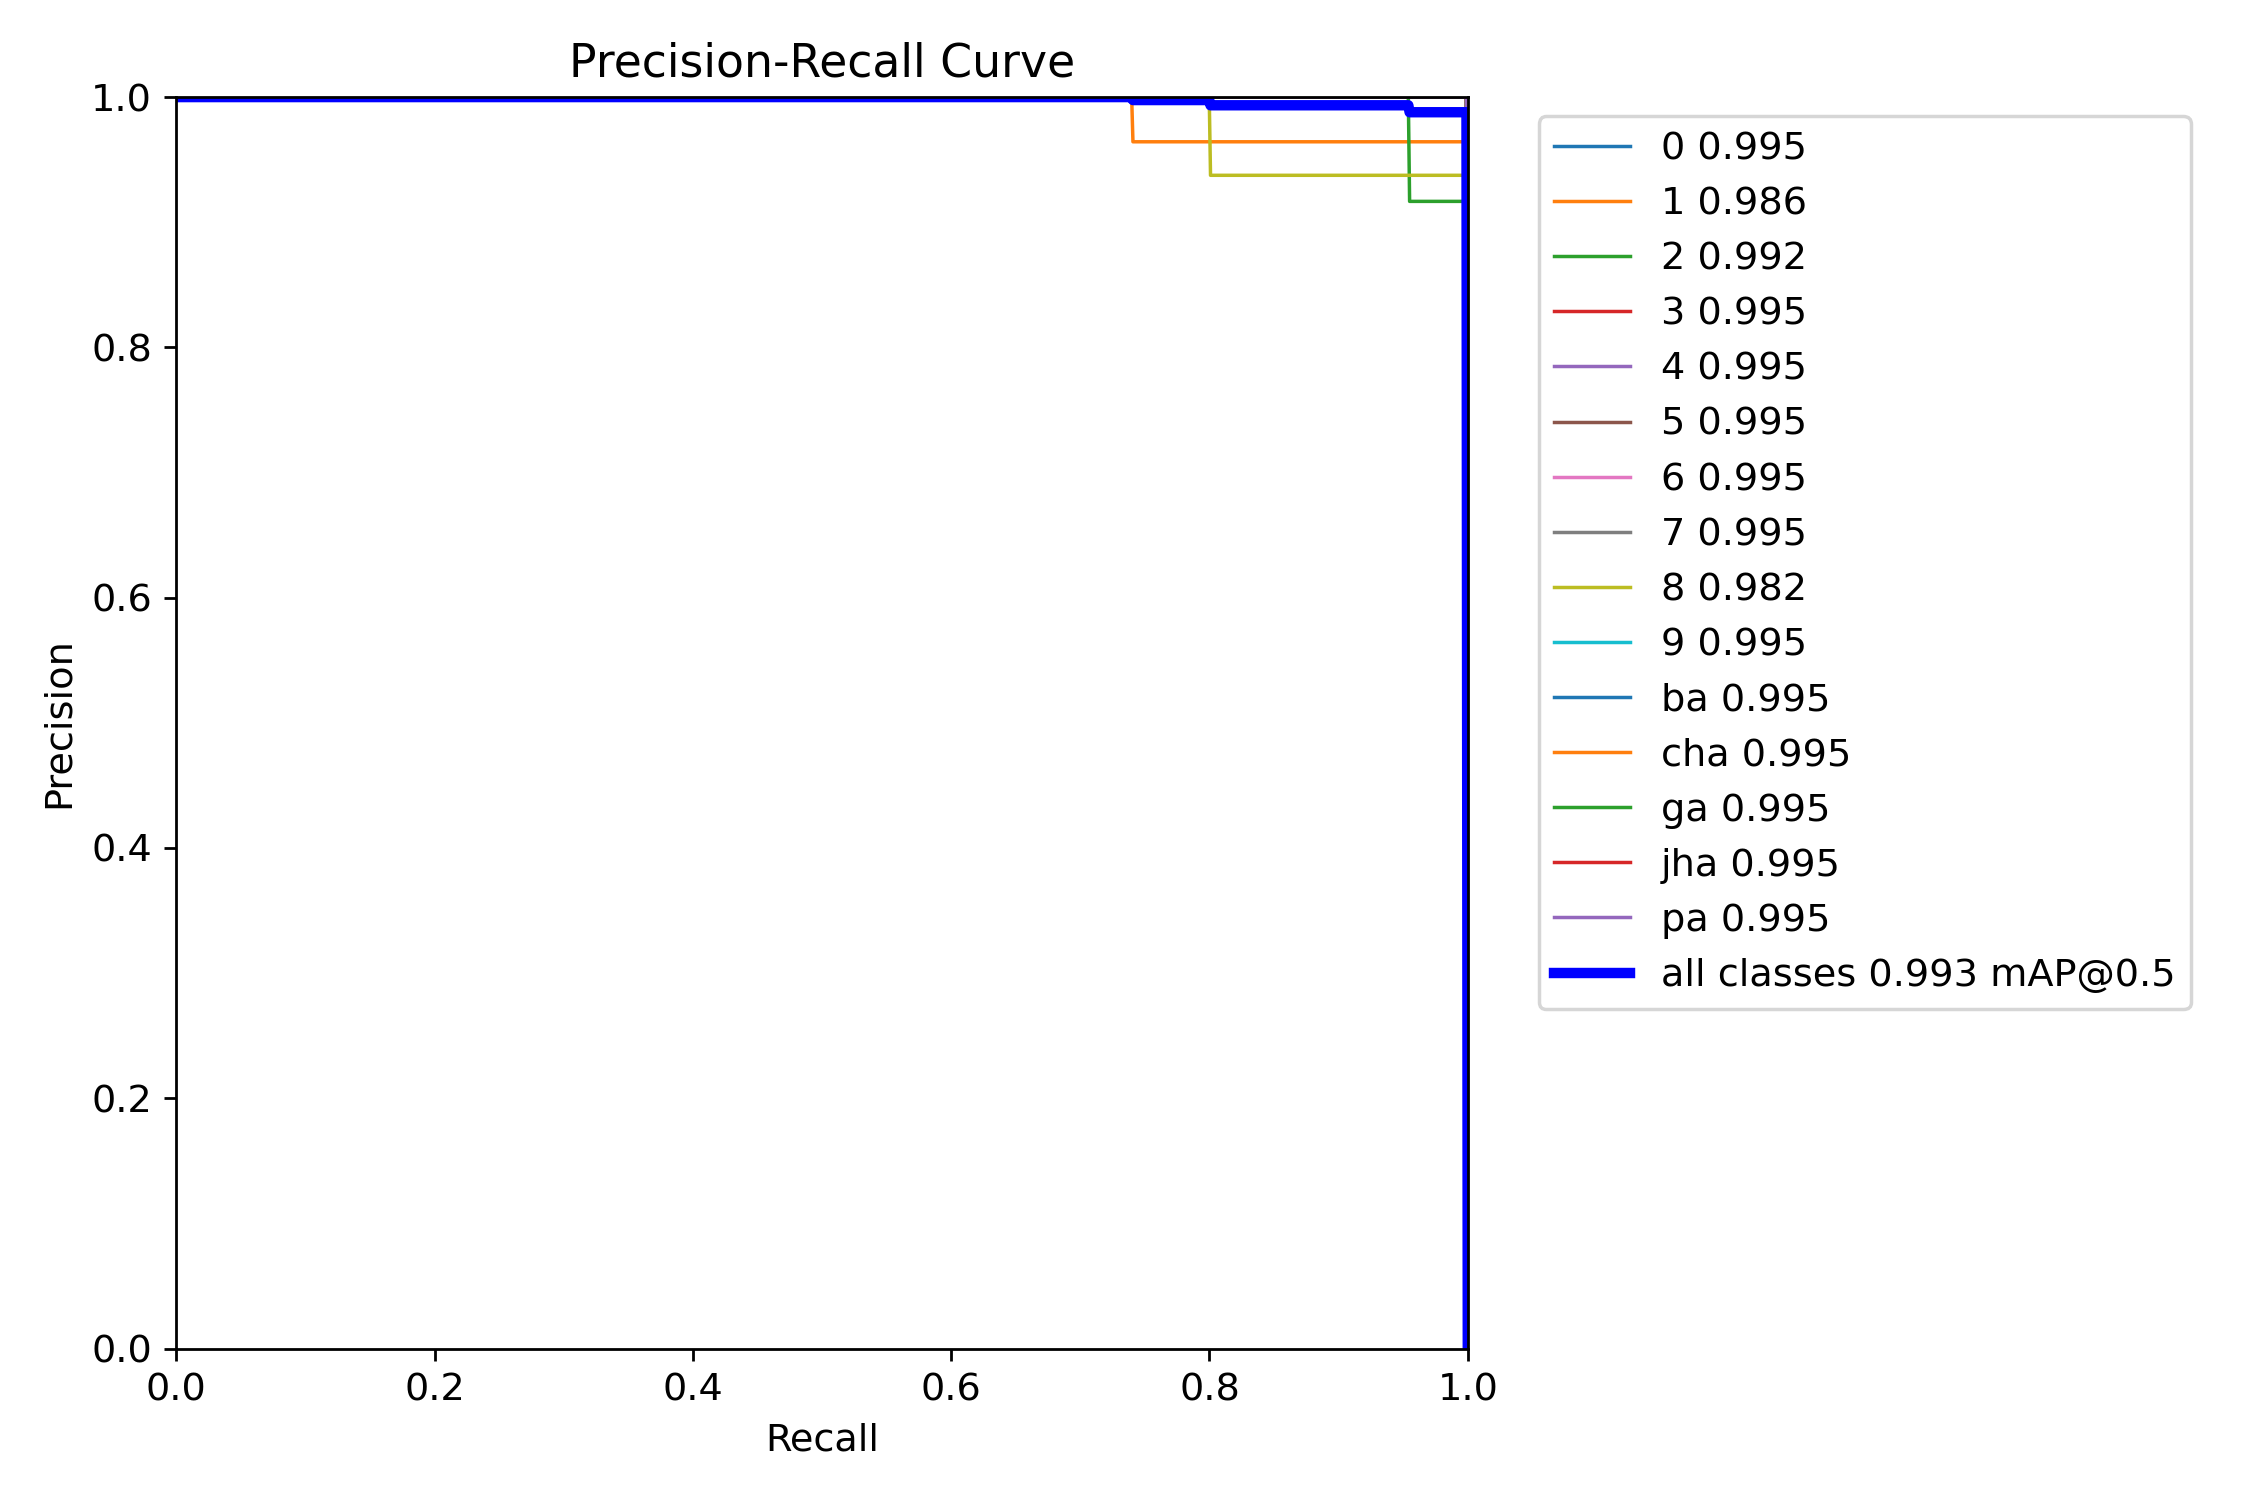 Precision-Recall Curve
1.0
0.8
0.6
0.4
0.2
0.0
Precision
0.0 0.2 0.4 0.6 0.8 1.0
Recall
0 0.995
1 0.986
2 0.992
3 0.995
4 0.995
5 0.995
6 0.995
7 0.995
8 0.982
9 0.995
ba 0.995
cha 0.995
ga 0.995
jha 0.995
pa 0.995
all classes 0.993 mAP@0.5